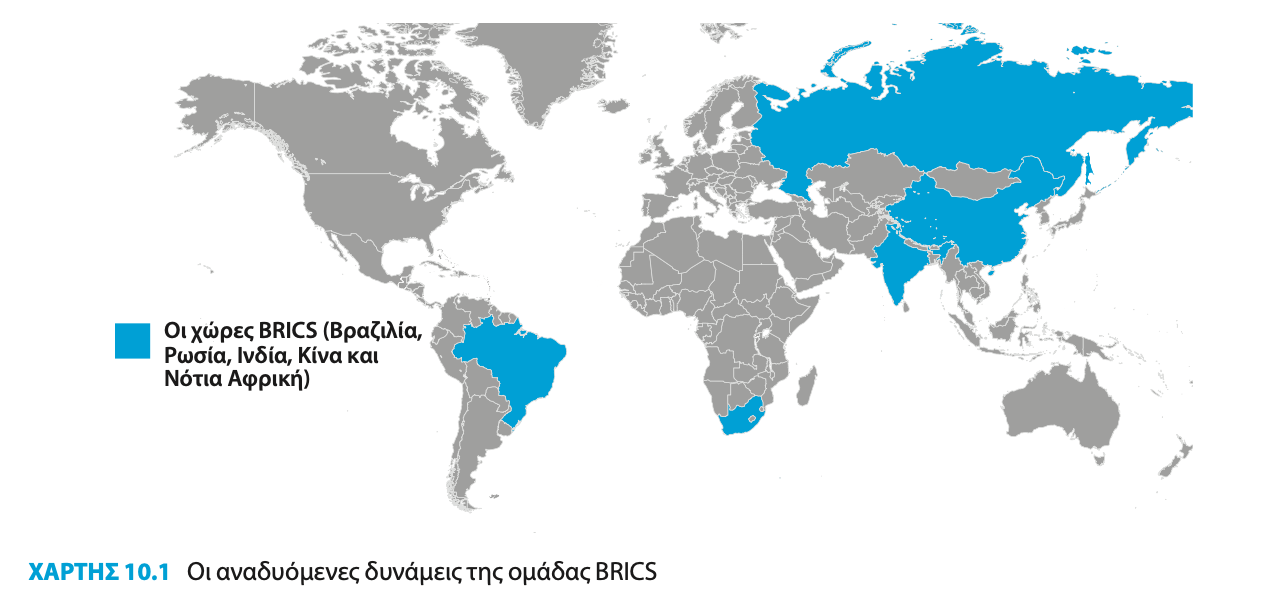 Οι χώρες BRICS (Βραζιλία,
Ρωσία, Ινδία, Κίνα και
Νότια Αφρική)
ΧΑΡΤΗΣ 10.1 Οι αναδυόμενες δυνάμεις της ομάδας BRICS